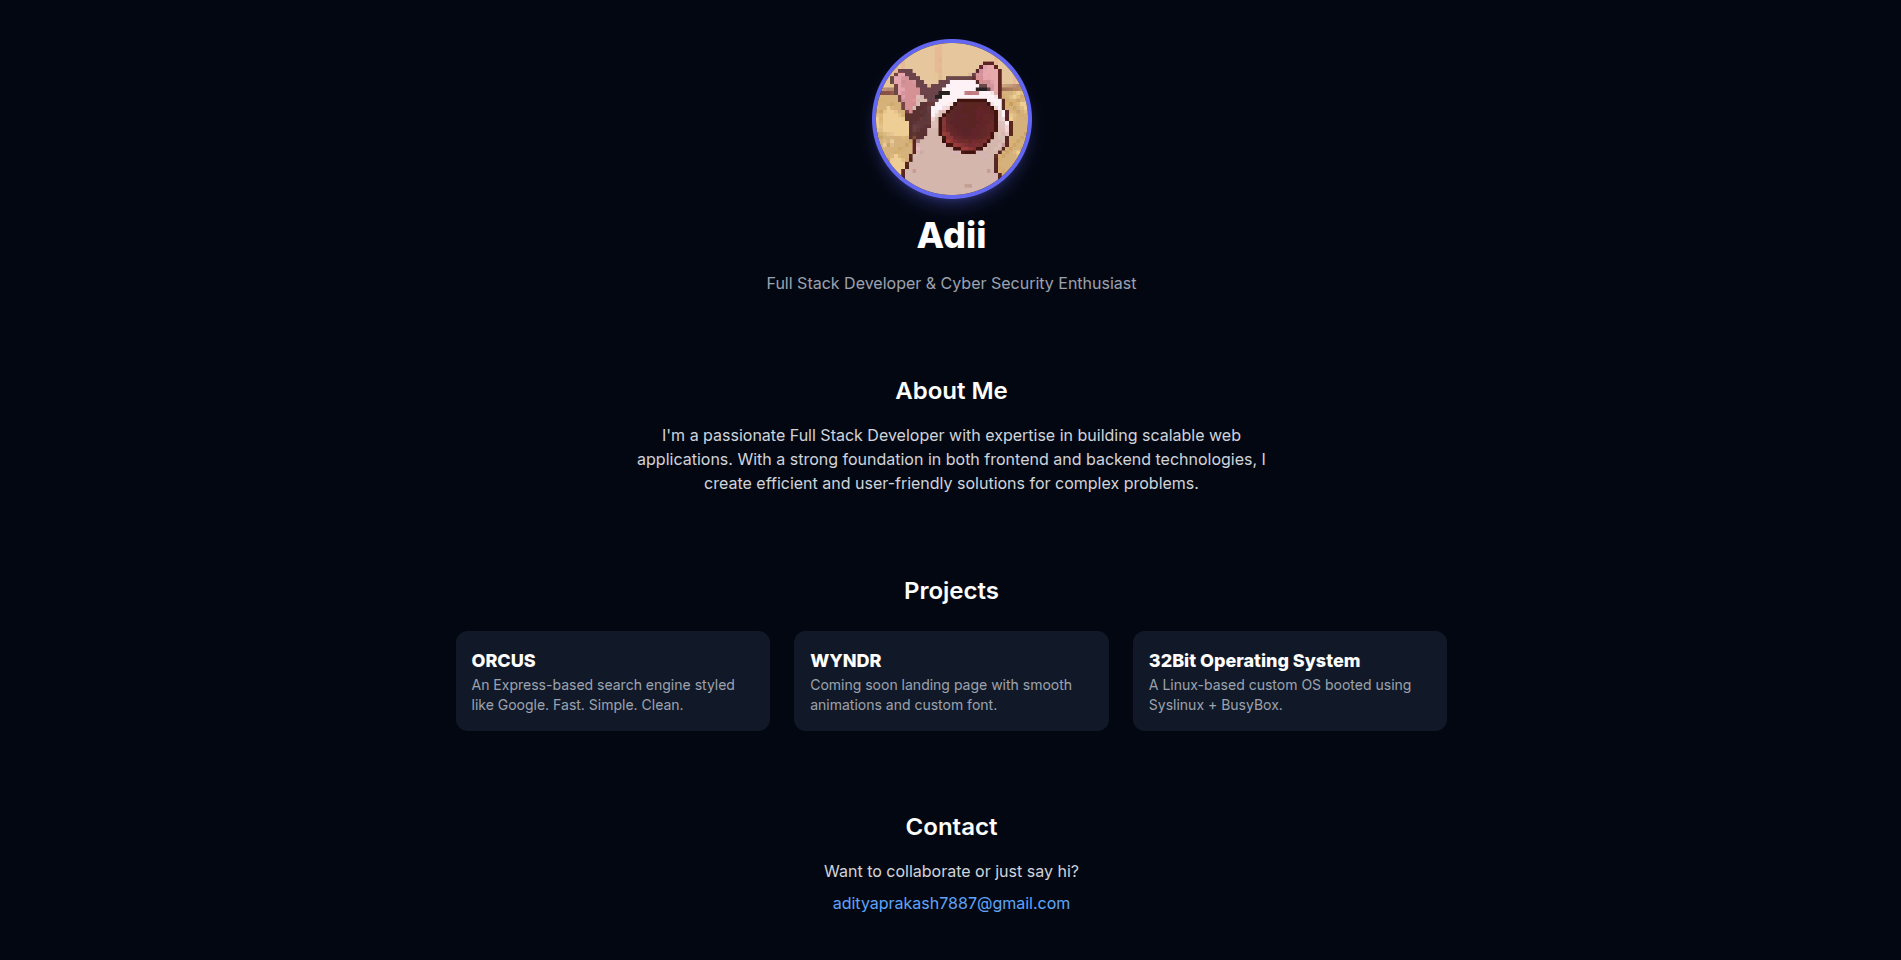 Adii
Full Stack Developer & Cyber Security Enthusiast
About Me
I'm a passionate Full Stack Developer with expertise in building scalable web
applications. With a strong foundation in both frontend and backend technologies, I
create efficient and user-friendly solutions for complex problems.
Projects
ORCUS
An Express-based search engine styled
like Google. Fast. Simple. Clean.
WYNDR
Coming soon landing page with smooth
animations and custom font.
32Bit Operating System
A Linux-based custom OS booted using
Syslinux + BusyBox.
Contact
Want to collaborate or just say hi?
adityaprakash7887@gmail.com